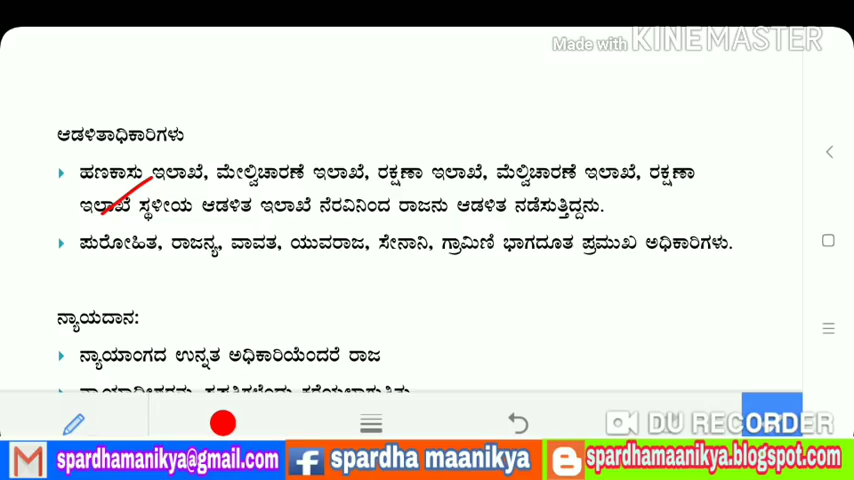 Made with KINEMASTER
ಆಡಳಿತಾಧಿಕಾರಿಗಳು
ಹಣಕಾಸು ಇಲಾಖೆ, ಮೇಲ್ವಿಚಾರಣೆ ಇಲಾಖೆ, ರಕ್ಷಣಾ ಇಲಾಖೆ, ಮೆಲ್ವಿಚಾರಣೆ ಇಲಾಖೆ, ರಕ್ಷಣಾ
ಇಲಾಖೆ ಸ್ಥಳೀಯ ಆಡಳಿತ ಇಲಾಖೆ ನೆರವಿನಿಂದ ರಾಜನು ಆಡಳಿತ ನಡೆಸುತ್ತಿದ್ದನು.
ಪುರೋಹಿತ, ರಾಜನ್ಯ, ವಾವತ, ಯುವರಾಜ, ಸೇನಾನಿ, ಗ್ರಾಮಿಣಿ ಭಾಗದೂತ ಪ್ರಮುಖ ಅಧಿಕಾರಿಗಳು.
ನ್ಯಾಯದಾನ:
ನ್ಯಾಯಾಂಗದ ಉನ್ನತ ಅಧಿಕಾರಿಯೆಂದರೆ ರಾಜ
DU RECORDER
spardhamanikya@gmail.com spardha maanikya spardhamaanikya.blogspot.com